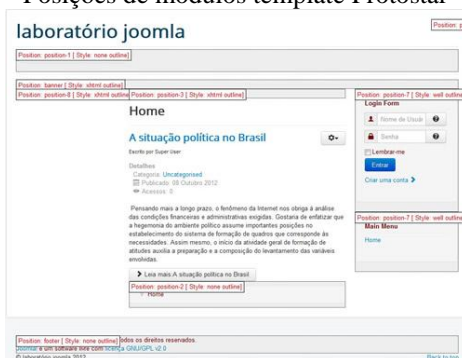 Posições de módulos template Protostar
laboratório joomla
Position: p
Position: position-1 [ Style: none outline]
Position: banner [ Style: xhtml outline]
Position: position-8 [ Style: xhtml outline
Position: position-3 [ Style: xhtml outline]
Position: position-7 [ Style: well outline]
Login Form
Home
Nome de Usuár
A situação política no Brasil
Senha
Escrito por Super User
Lembrar-me
Detalhes
Entrar
Categoria: Uncategorised
Publicado: 08 Outubro 2012
Criar uma conta
Acessos: 0
Pensando mais a longo prazo, o fenômeno da Internet nos obriga à análise
das condições financeiras e administrativas exigidas. Gostaria de enfatizar que
a hegemonia do ambiente político assume importantes posições no
estabelecimento do sistema de formação de quadros que corresponde às
necessidades. Assim mesmo, o início da atividade geral de formação de
atitudes auxilia a preparação e a composição do levantamento das variáveis
envolvidas.
Position: position-7 [ Style: well outline]
Main Menu
Home
Leia mais:A situação política no Brasil
Position: position-2 [ Style: none outline]
Home
Position: footer [ Style: none outline]
odos os direitos reservados.
Joomla! é um software livre com licença GNU/GPL v2.0
© laboratório joomla 2012
Back to top